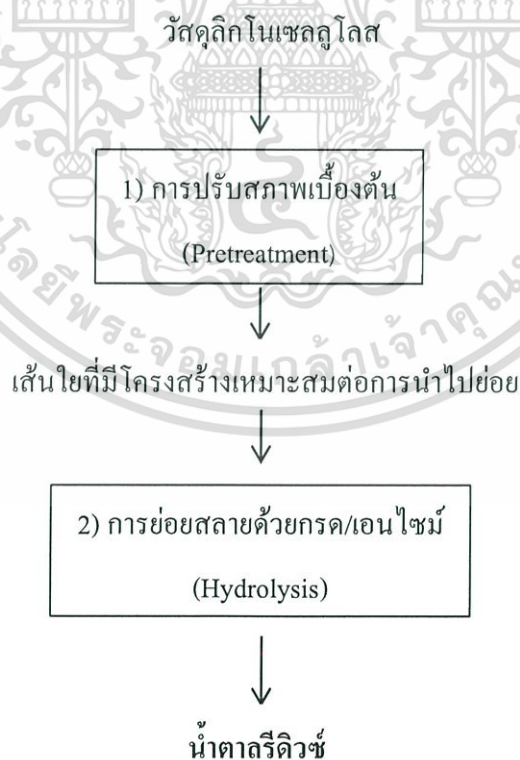 วัสดุลิกโนเซลลูโลส
1) การปรับสภาพเบื้องต้น
(Pretreatment)
เส้นใยที่มีโครงสร้างเหมาะสมต่อการนำไปย่อย
2) การย่อยสลายด้วยกรด/เอนไซม์
(Hydrolysis)
น้ำตาลรีดิวซ์